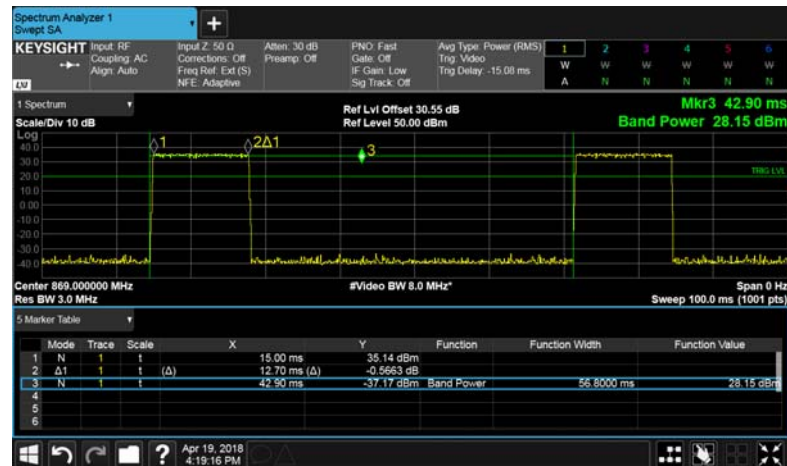 Spectrum Analyzer 1
Swept SA
+
KEYSIGHT Input: RF Input Z: 50 Ω Atten: 30 dB PNO: Fast Avg Type: Power (RMS) 1 2 3 4 5 6
Coupling: AC Corrections: Off Preamp: Off Gate: Off Trig: Video W W W W W W
Align: Auto Freq Ref: Ext (S) IF Gain: Low Trig Delay: -15.08 ms
LXI NFE: Adaptive Sig Track: Off A N N N N N
1 Spectrum Ref Lvl Offset 30.55 dB Mkr3 42.90 ms
Scale/Div 10 dB Ref Level 50.00 dBm Band Power 28.15 dBm
Log
40.0 1 2Δ1
30.0 3
20.0 TRIG LVL
10.0
0.00
-10.0
-20.0
-30.0
-40.0
Center 869.000000 MHz #Video BW 8.0 MHz* Span 0 Hz
Res BW 3.0 MHz Sweep 100.0 ms (1001 pts)
5 Marker Table
Mode Trace Scale X Y Function Function Width Function Value
1 N 1 t 15.00 ms 35.14 dBm
2 Δ1 1 t (Δ) 12.70 ms (Δ) -0.5663 dB
3 N 1 t 42.90 ms -37.17 dBm Band Power 56.8000 ms 28.15 dBm
4
5
6
? Apr 19, 2018
4:19:16 PM